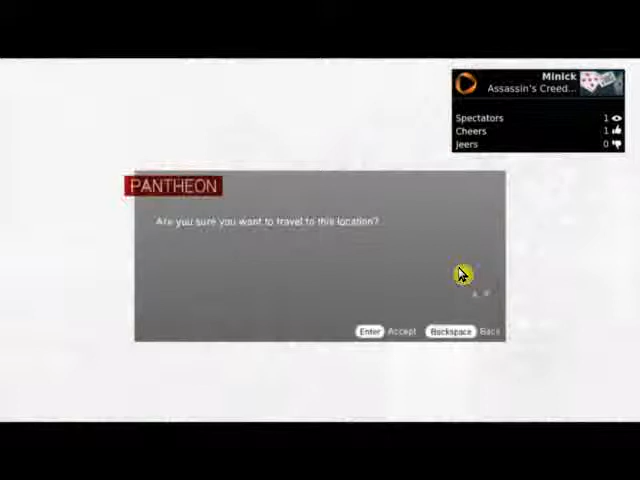 Minick
Assassin's Creed...
Spectators 1
Cheers 1
Jeers 0
PANTHEON
Are you sure you want to travel to this location?
Enter Accept Backspace Back